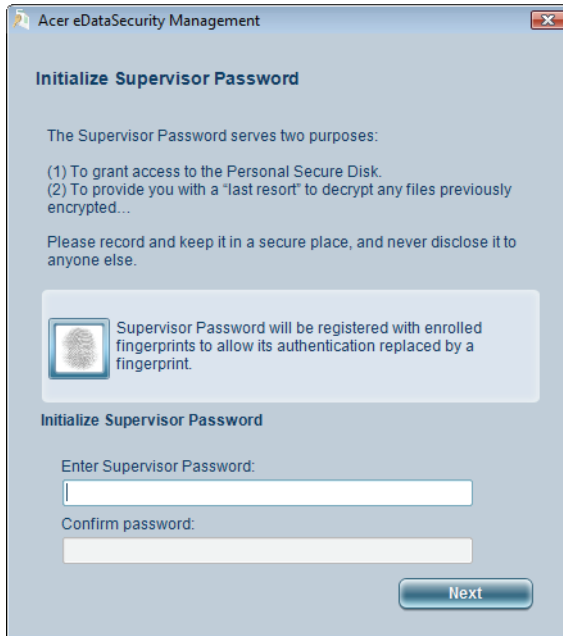 Acer eDataSecurity Management
Initialize Supervisor Password
The Supervisor Password serves two purposes:
(1) To grant access to the Personal Secure Disk.
(2) To provide you with a “last resort” to decrypt any files previously
encrypted...
Please record and keep it in a secure place, and never disclose it to
anyone else.
Supervisor Password will be registered with enrolled
fingerprints to allow its authentication replaced by a
fingerprint.
Initialize Supervisor Password
Enter Supervisor Password:
Confirm password:
Next